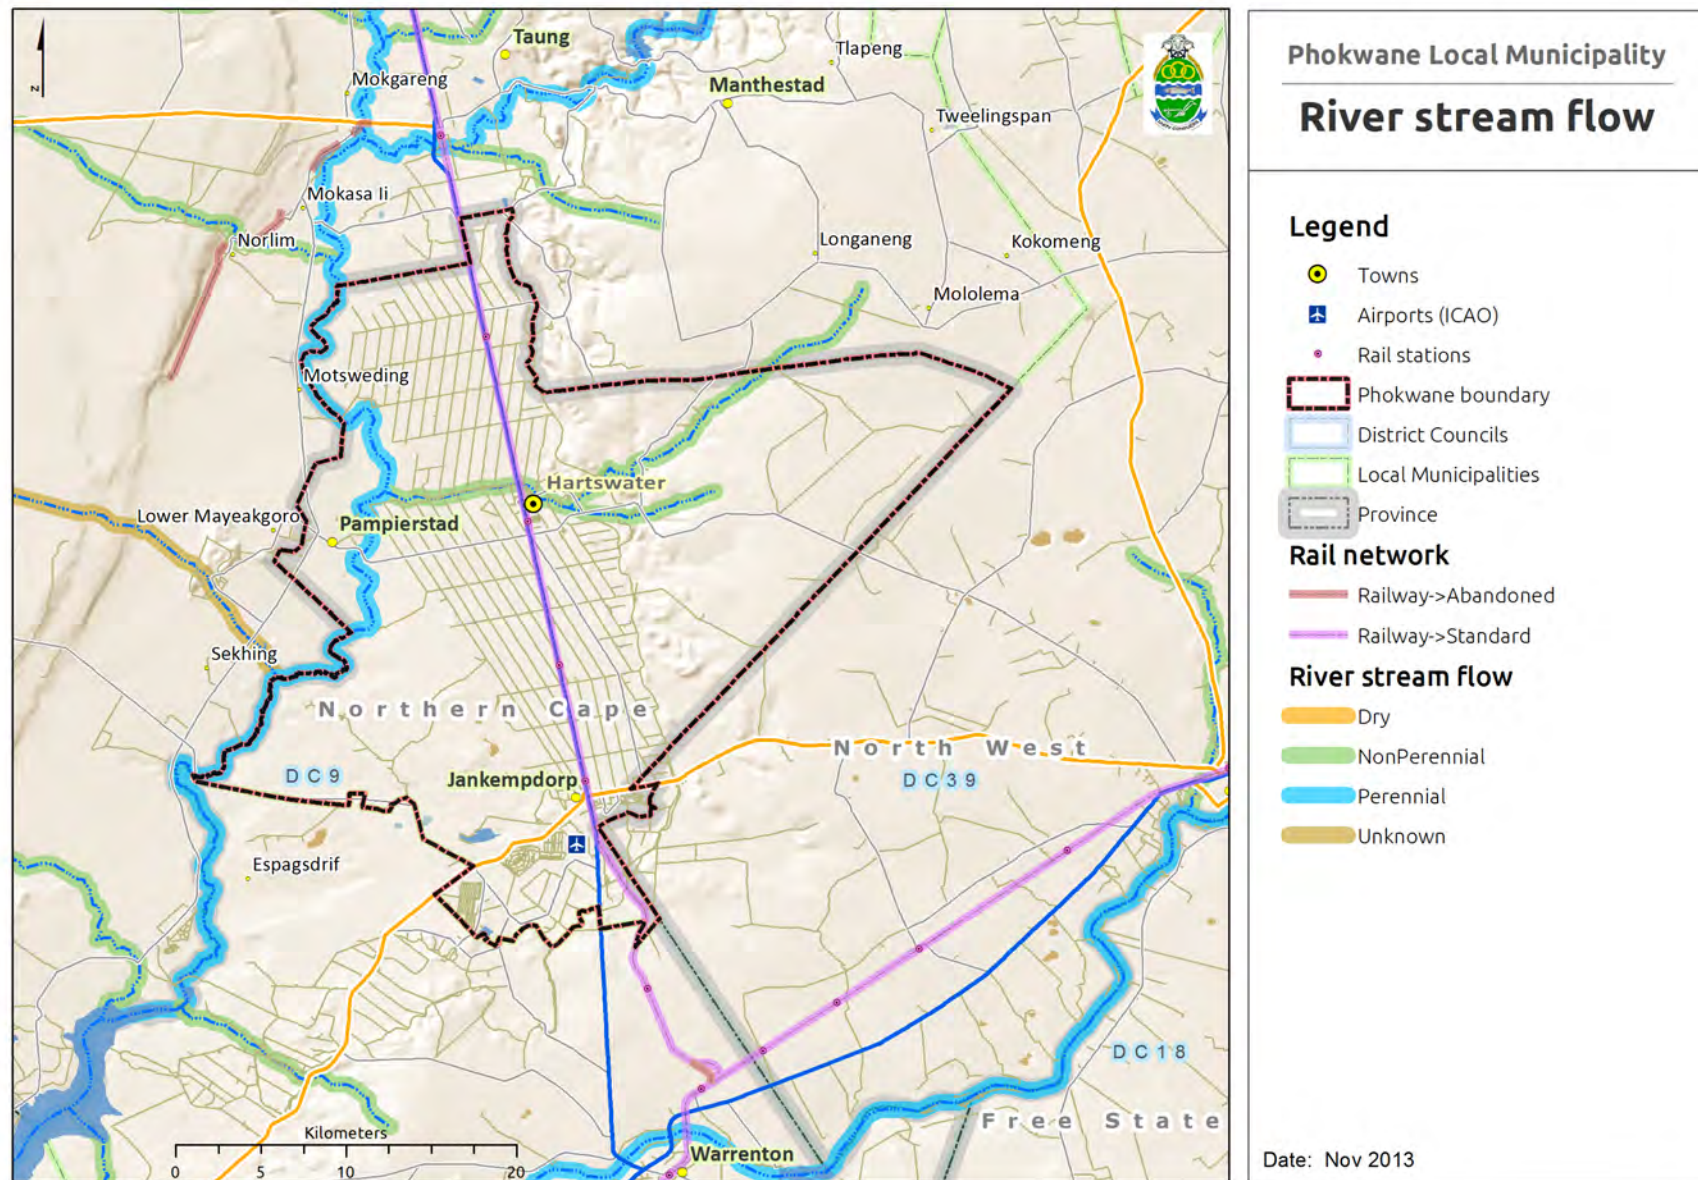 Phokwane Local Municipality
River stream flow
Legend
Towns
Airports (ICAO)
Rail stations
Phokwane boundary
District Councils
Local Municipalities
Province
Rail network
Railway->Abandoned
Railway->Standard
River stream flow
Dry
NonPerennial
Perennial
Unknown
Date: Nov 2013
N
Taung
Tlapeng
Mokgareng
Manthestad
Tweelingspan
Mokasa Ii
Norlim
Longaneng
Kokomeng
Mololema
Motsweding
Hartswater
Lower Mayeakgoro
Pampierstad
Sekhing
Northern Cape
North West
DC9
Jankempdorp
DC39
Espagsdrif
DC18
Free State
Kilometers
0 5 10 20
Warrenton